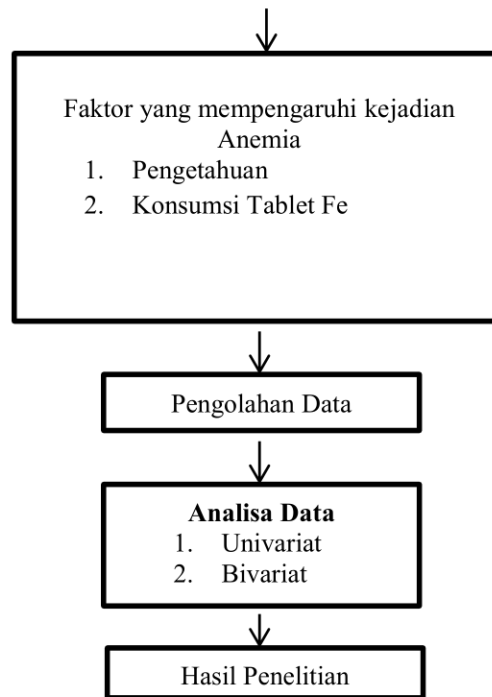 Faktor yang mempengaruhi kejadian
Anemia
1. Pengetahuan
2. Konsumsi Tablet Fe
Pengolahan Data
Analisa Data
1. Univariat
2. Bivariat
Hasil Penelitian